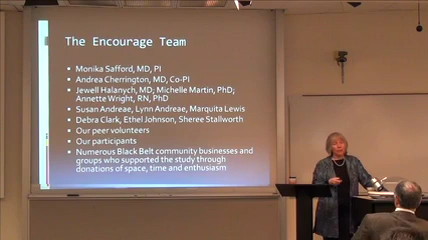 The Encourage Team
Monika Safford, MD, PI
Andrea Cherrington, MD, Co-PI
Jewell Halanych, MD; Michelle Martin, PhD;
Annette Wright, RN, PhD
Susan Andreae, Lynn Andreae, Marquita Lewis
Debra Clark, Ethel Johnson, Sheree Stallworth
Our peer volunteers
Our participants
Numerous Black Belt community businesses and
groups who supported the study through
donations of space, time and enthusiasm